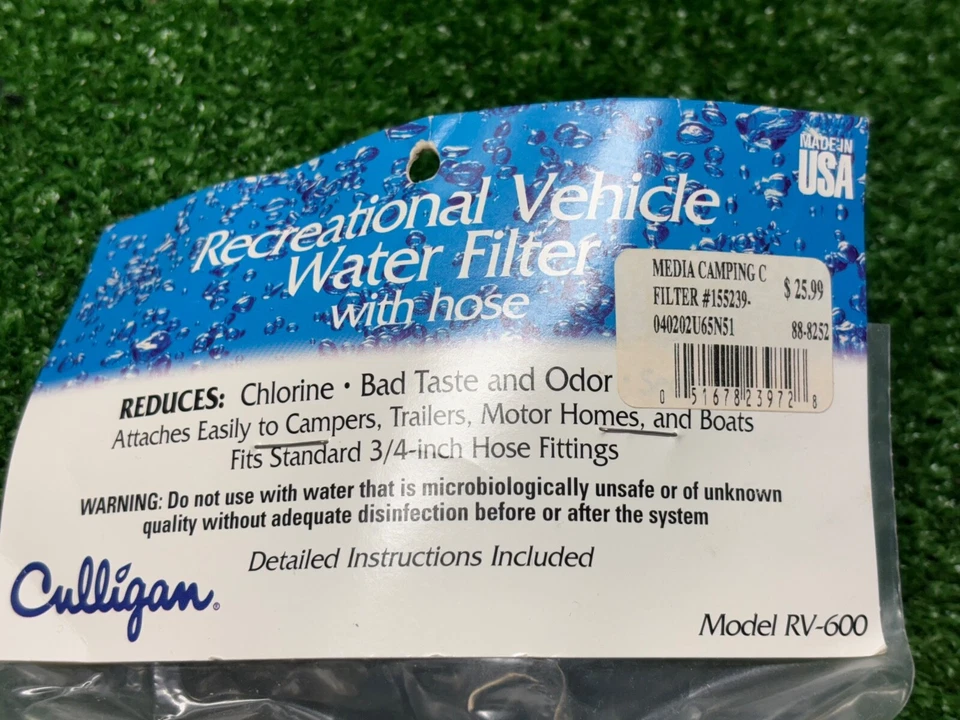 MADE IN
USA
Recreational Vehicle
Water Filter
with hose
MEDIA CAMPING C
FILTER #155239-
$ 25.99
040202U65N51
88-8252
0 51678 23972 8
REDUCES: Chlorine • Bad Taste and Odor
Attaches Easily to Campers, Trailers, Motor Homes, and Boats
Fits Standard 3/4-inch Hose Fittings
WARNING: Do not use with water that is microbiologically unsafe or of unknown
quality without adequate disinfection before or after the system
Detailed Instructions Included
Culligan®
Model RV-600